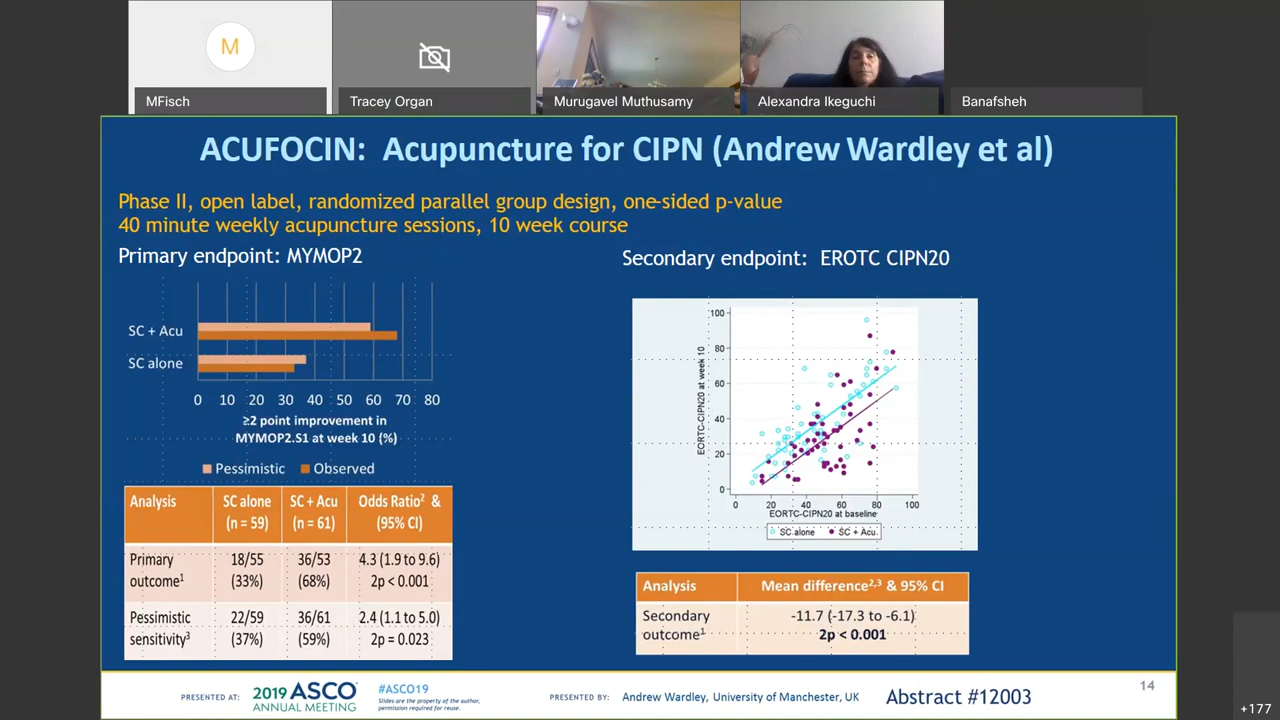 M
MFisch
Tracey Organ
Murugavel Muthusamy
Alexandra Ikeguchi
Banafsheh
ACUFOCIN: Acupuncture for CIPN (Andrew Wardley et al)
Phase II, open label, randomized parallel group design, one-sided p-value
40 minute weekly acupuncture sessions, 10 week course
Primary endpoint: MYMOP2
SC + Acu
SC alone
0 10 20 30 40 50 60 70 80
≥2 point improvement in
MYMOP2.S1 at week 10 (%)
Pessimistic Observed
Analysis SC alone (n = 59) SC + Acu (n = 61) Odds Ratio² & (95% CI)
Primary outcome¹ 18/55 (33%) 36/53 (68%) 4.3 (1.9 to 9.6) 2p < 0.001
Pessimistic sensitivity³ 22/59 (37%) 36/61 (59%) 2.4 (1.1 to 5.0) 2p = 0.023
Secondary endpoint: EROTC CIPN20
EORTC-CIPN20 at week 10
100
80
60
40
20
0
0 20 40 60 80 100
EORTC-CIPN20 at baseline
SC alone SC + Acu
Analysis Mean difference²,³ & 95% CI
Secondary outcome¹ -11.7 (-17.3 to -6.1) 2p < 0.001
PRESENTED AT:
2019 ASCO
ANNUAL MEETING
#ASCO19
Slides are the property of the author,
permission required for reuse.
PRESENTED BY:
Andrew Wardley, University of Manchester, UK
Abstract #12003
14
+177